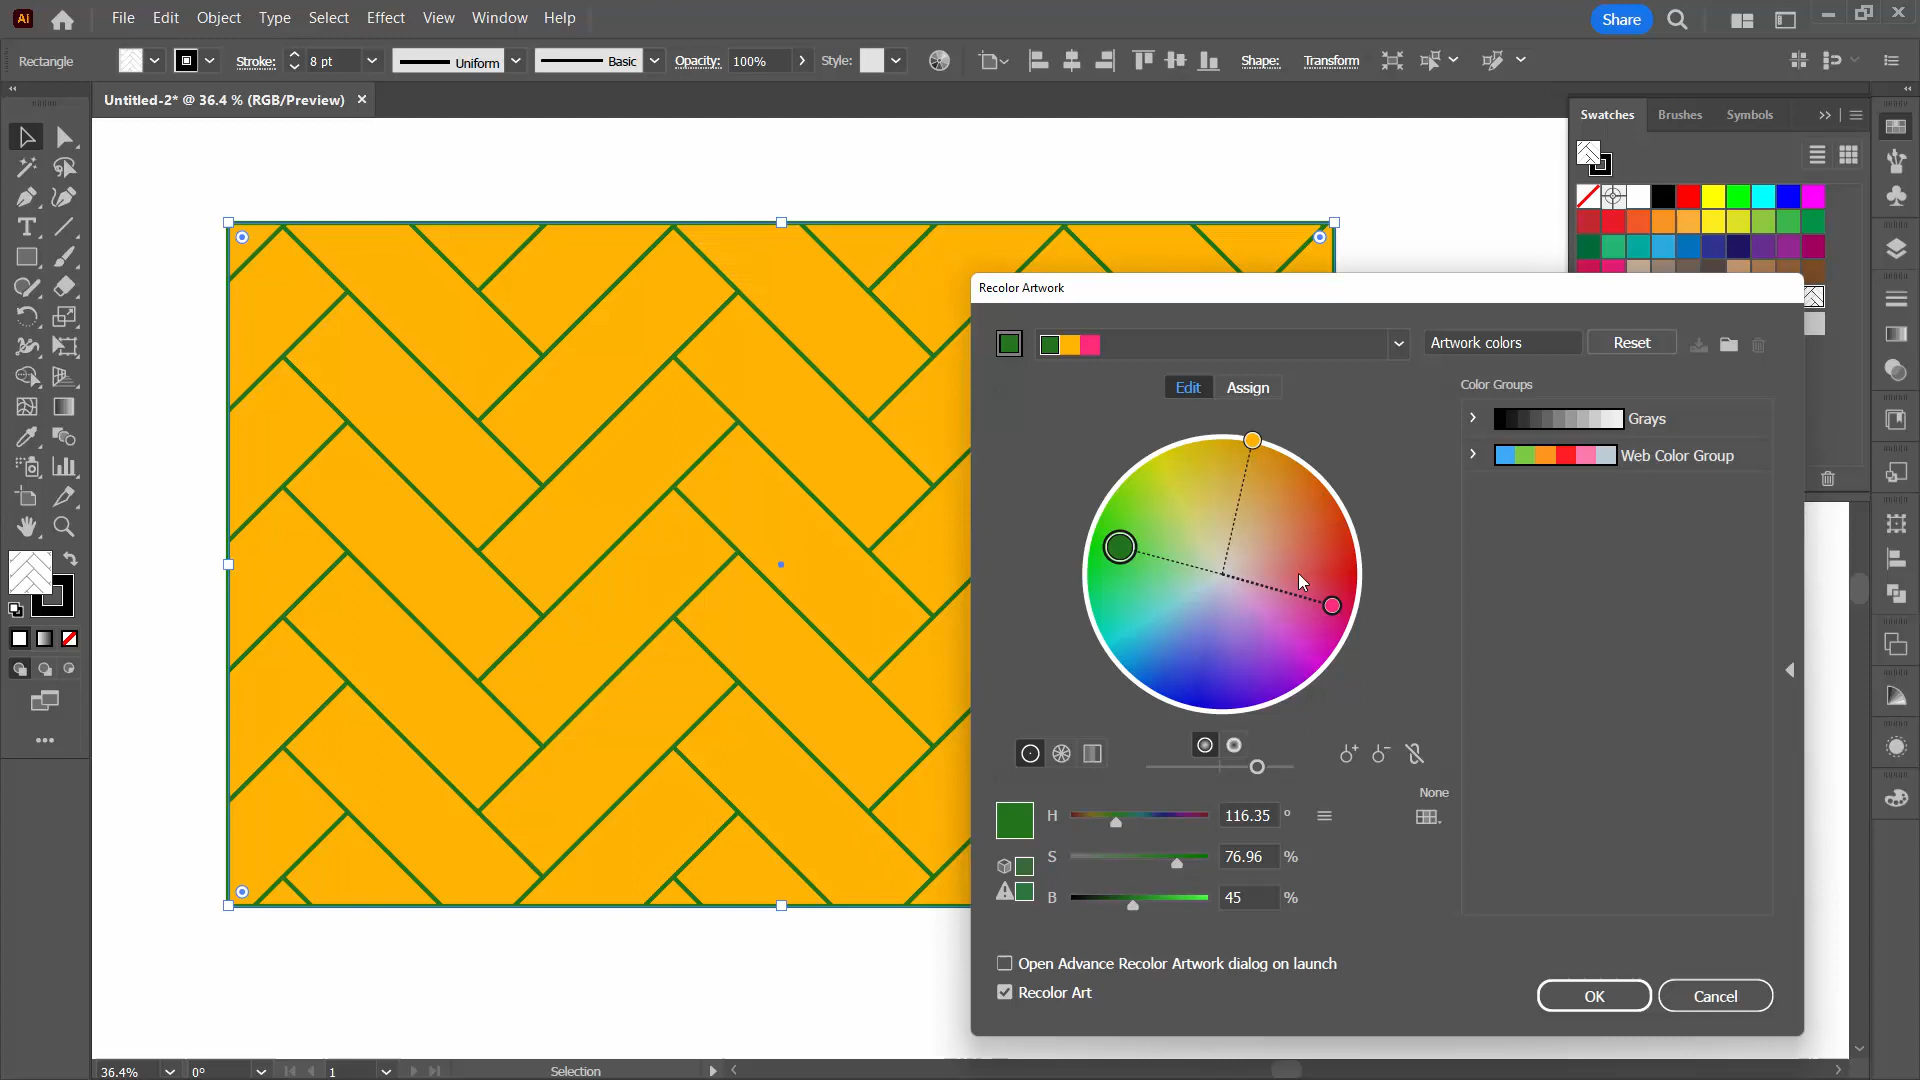 Ai File Edit Object Type Select Effect View Window Help Share
Rectangle Stroke: 8 pt Uniform Basic Opacity: 100% Style: Shape: Transform
Untitled-2* @ 36.4 % (RGB/Preview) ×
Swatches Brushes Symbols
Recolor Artwork
Artwork colors Reset
Edit Assign
Color Groups
Grays
Web Color Group
None
H 116.35 °
S 76.96 %
B 45 %
Open Advance Recolor Artwork dialog on launch
Recolor Art
OK Cancel
36.4% 0° 1 Selection